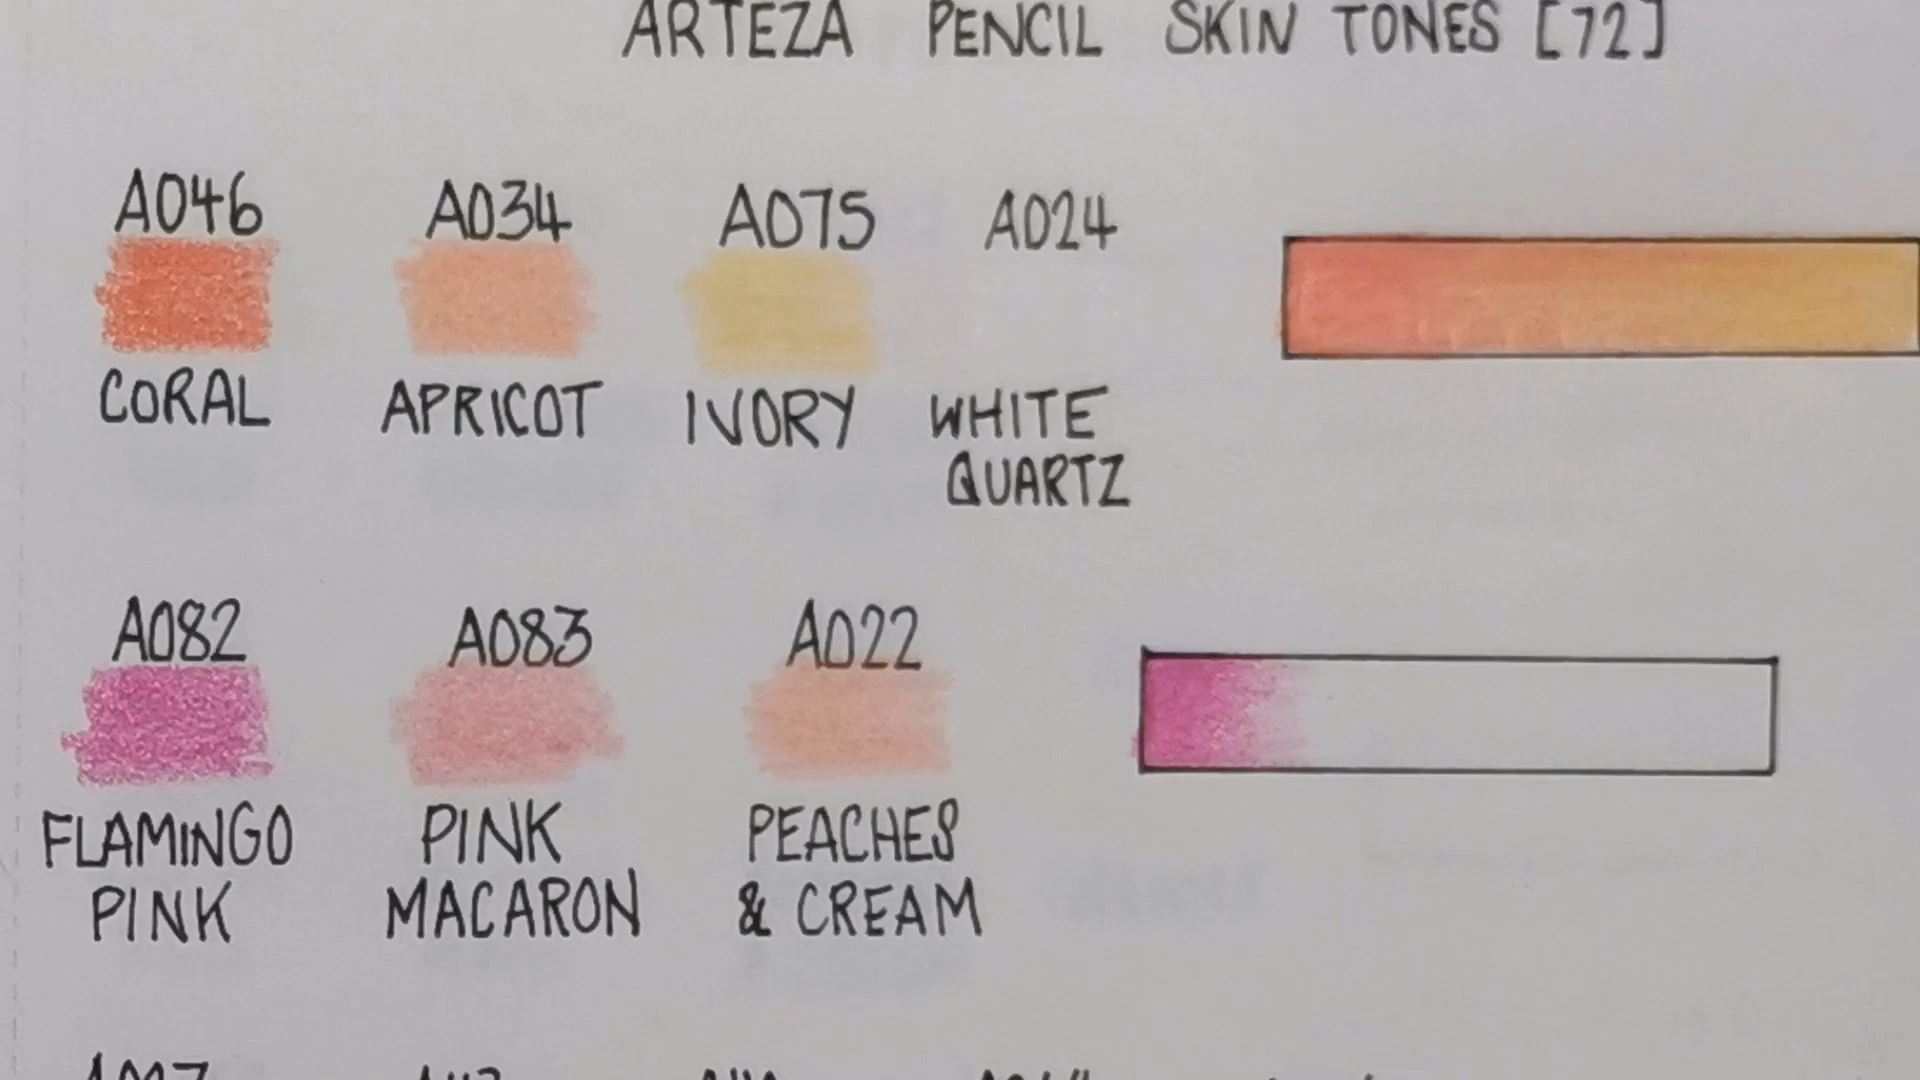 ARTEZA PENCIL SKIN TONES [72]
A046 A034 A075 A024
CORAL APRICOT IVORY WHITE
QUARTZ
A082 A083 A022
FLAMINGO PINK PEACHES
PINK MACARON & CREAM